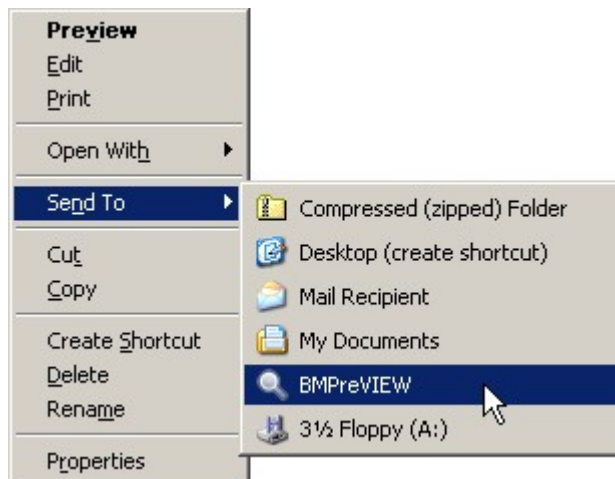 Preview
Edit
Print
Open With
Send To
Cut
Copy
Create Shortcut
Delete
Rename
Properties
Compressed (zipped) Folder
Desktop (create shortcut)
Mail Recipient
My Documents
BMPreVIEW
3½ Floppy (A:)